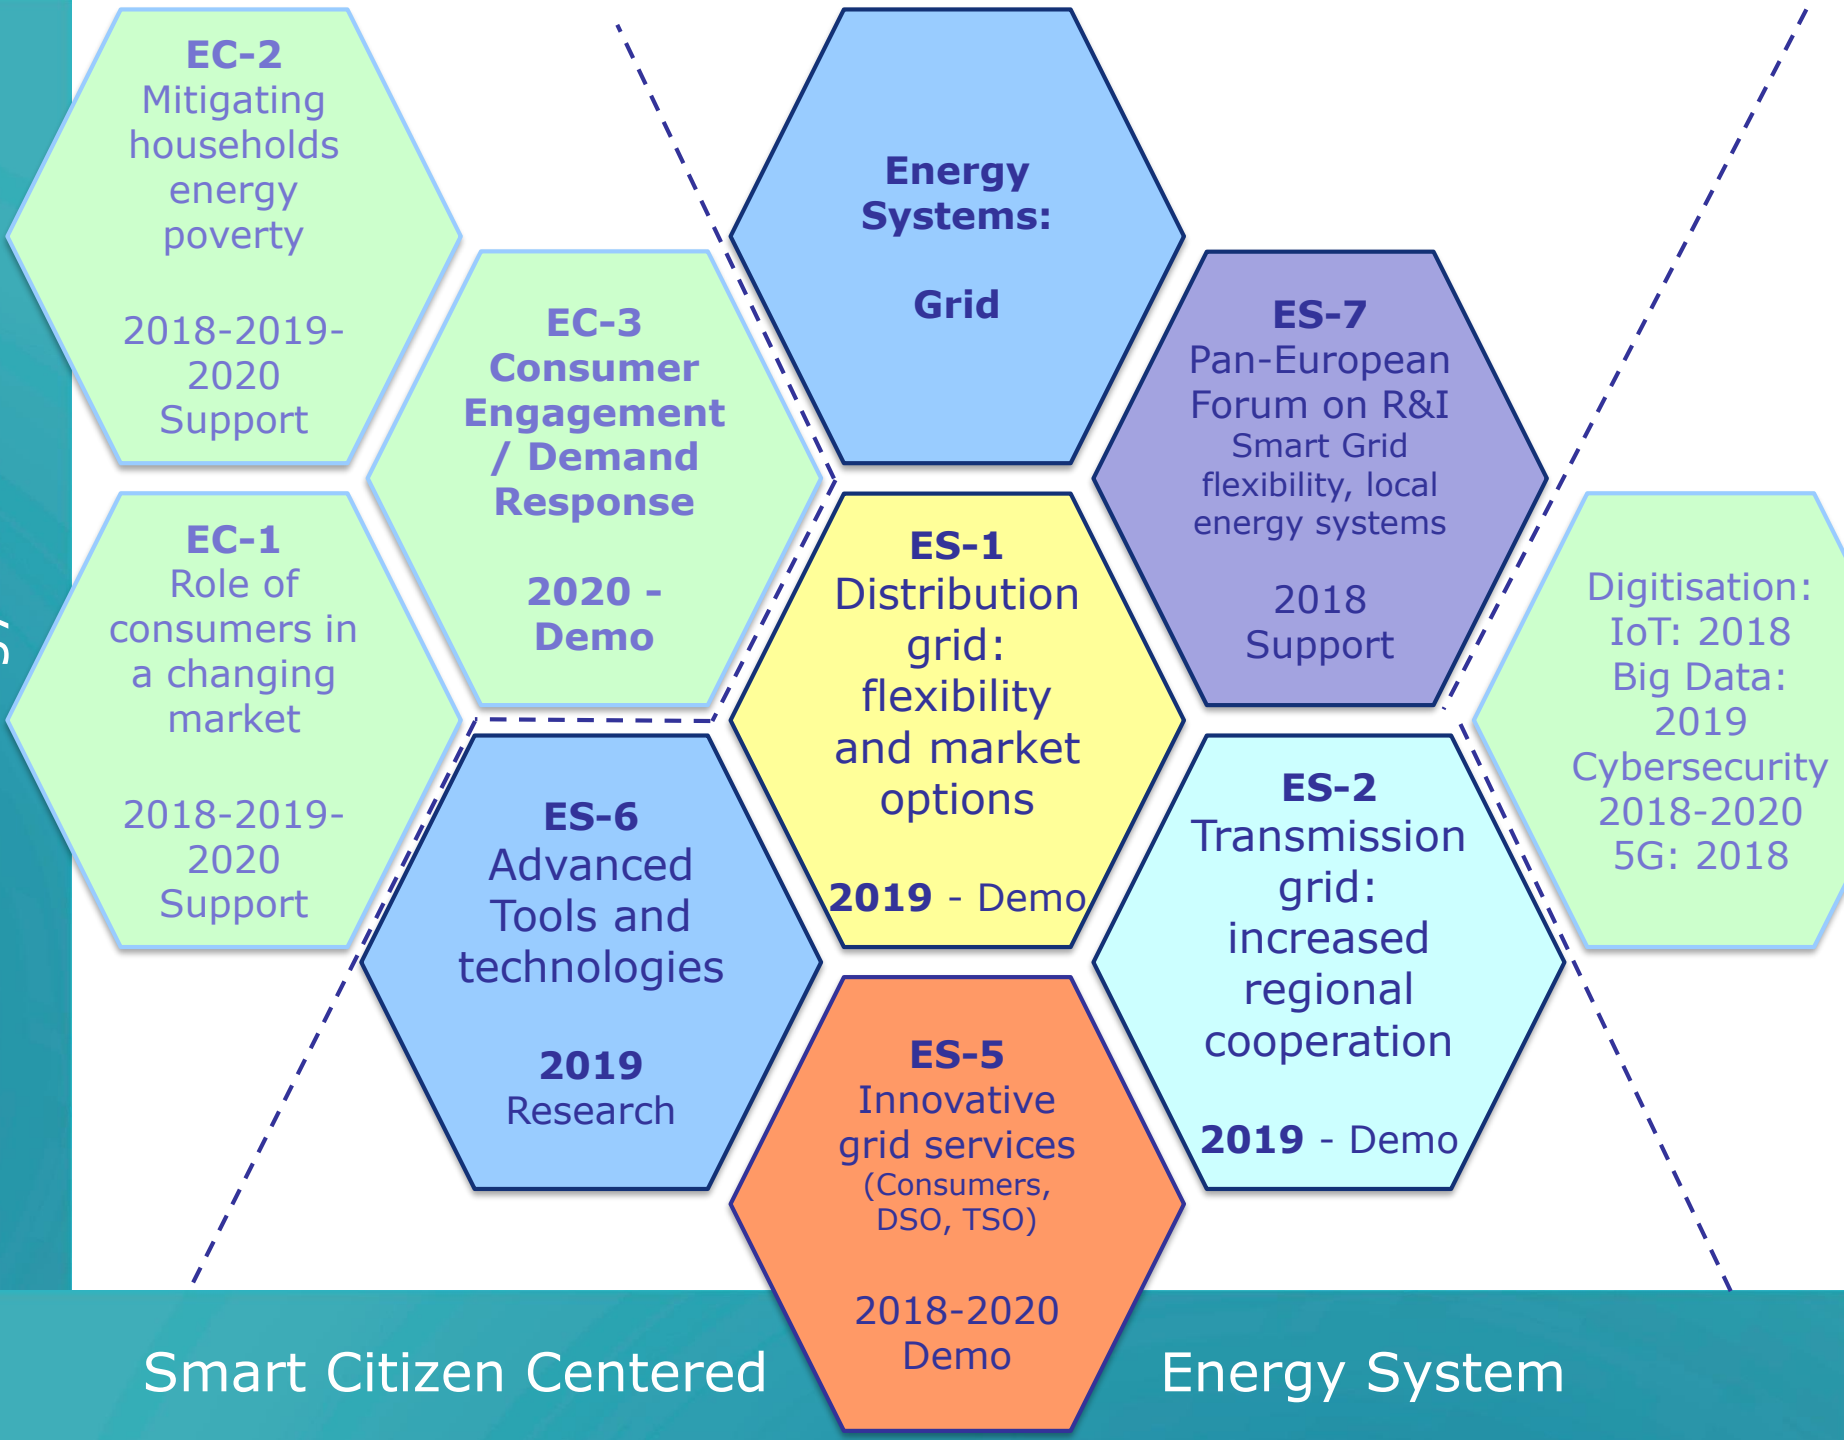 EC-2
Mitigating
households
energy
poverty
2018-2019-
2020
Support
EC-1
Role of
consumers in
a changing
market
2018-2019-
2020
Support
EC-3
Consumer
Engagement
/ Demand
Response
2020 -
Demo
Energy
Systems:
Grid
ES-7
Pan-European
Forum on R&I
Smart Grid
flexibility, local
energy systems
2018
Support
ES-1
Distribution
grid:
flexibility
and market
options
2019 - Demo
ES-6
Advanced
Tools and
technologies
2019
Research
ES-2
Transmission
grid:
increased
regional
cooperation
2019 - Demo
Digitisation:
IoT: 2018
Big Data:
2019
Cybersecurity
2018-2020
5G: 2018
ES-5
Innovative
grid services
(Consumers,
DSO, TSO)
2018-2020
Demo
Smart Citizen Centered
Energy System